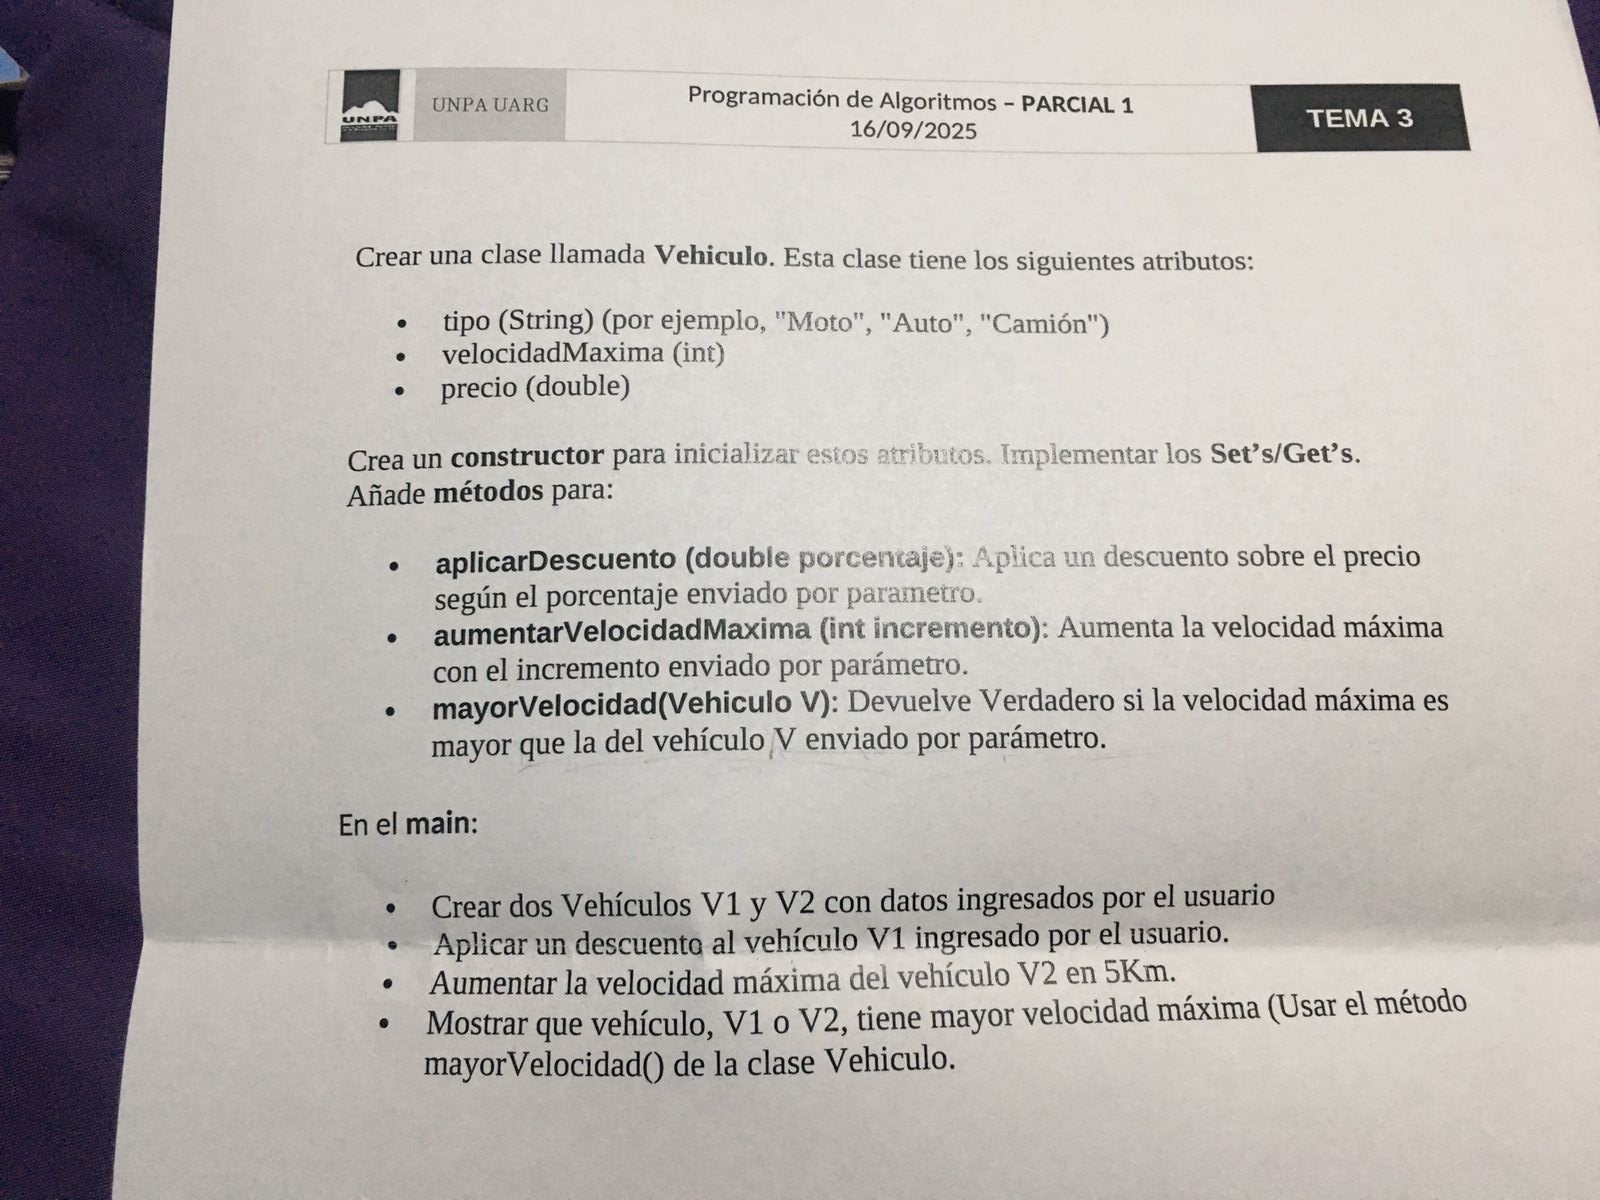 UNPA
UNPA UARG
Programación de Algoritmos – PARCIAL 1
16/09/2025
TEMA 3
Crear una clase llamada Vehiculo. Esta clase tiene los siguientes atributos:
• tipo (String) (por ejemplo, "Moto", "Auto", "Camión")
• velocidadMaxima (int)
• precio (double)
Crea un constructor para inicializar estos atributos. Implementar los Set’s/Get’s.
Añade métodos para:
• aplicarDescuento (double porcentaje): Aplica un descuento sobre el precio
según el porcentaje enviado por parametro.
• aumentarVelocidadMaxima (int incremento): Aumenta la velocidad máxima
con el incremento enviado por parámetro.
• mayorVelocidad(Vehiculo V): Devuelve Verdadero si la velocidad máxima es
mayor que la del vehículo V enviado por parámetro.
En el main:
• Crear dos Vehículos V1 y V2 con datos ingresados por el usuario
• Aplicar un descuento al vehículo V1 ingresado por el usuario.
• Aumentar la velocidad máxima del vehículo V2 en 5Km.
• Mostrar que vehículo, V1 o V2, tiene mayor velocidad máxima (Usar el método
mayorVelocidad() de la clase Vehiculo.